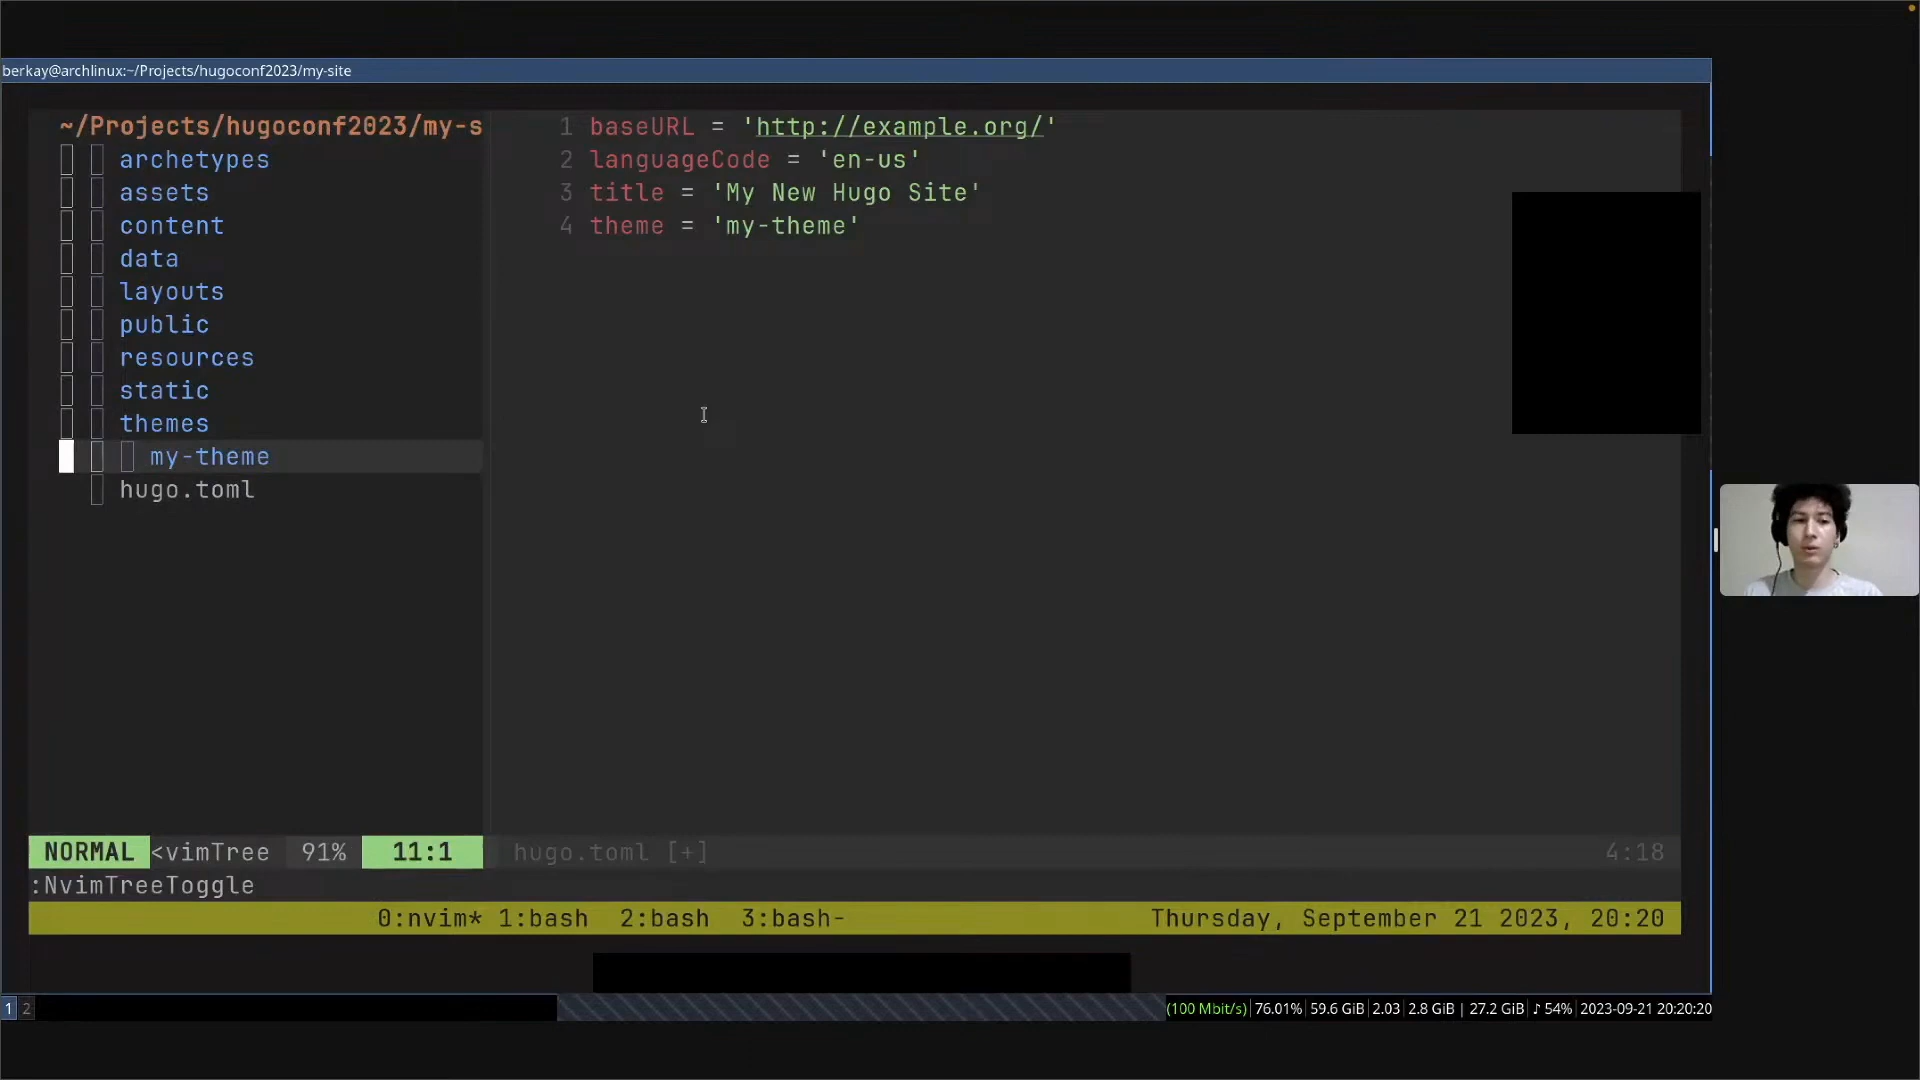 berkay@archlinux:~/Projects/hugoconf2023/my-site
~/Projects/hugoconf2023/my-s
archetypes
assets
content
data
layouts
public
resources
static
themes
my-theme
hugo.toml
1 baseURL = 'http://example.org/'
2 languageCode = 'en-us'
3 title = 'My New Hugo Site'
4 theme = 'my-theme'
NORMAL <vimTree 91% 11:1 hugo.toml [+] 4:18
:NvimTreeToggle
0:nvim* 1:bash 2:bash 3:bash- Thursday, September 21 2023, 20:20
1 2 (100 Mbit/s) 76.01% 59.6 GiB 2.03 2.8 GiB | 27.2 GiB ♪ 54% 2023-09-21 20:20:20